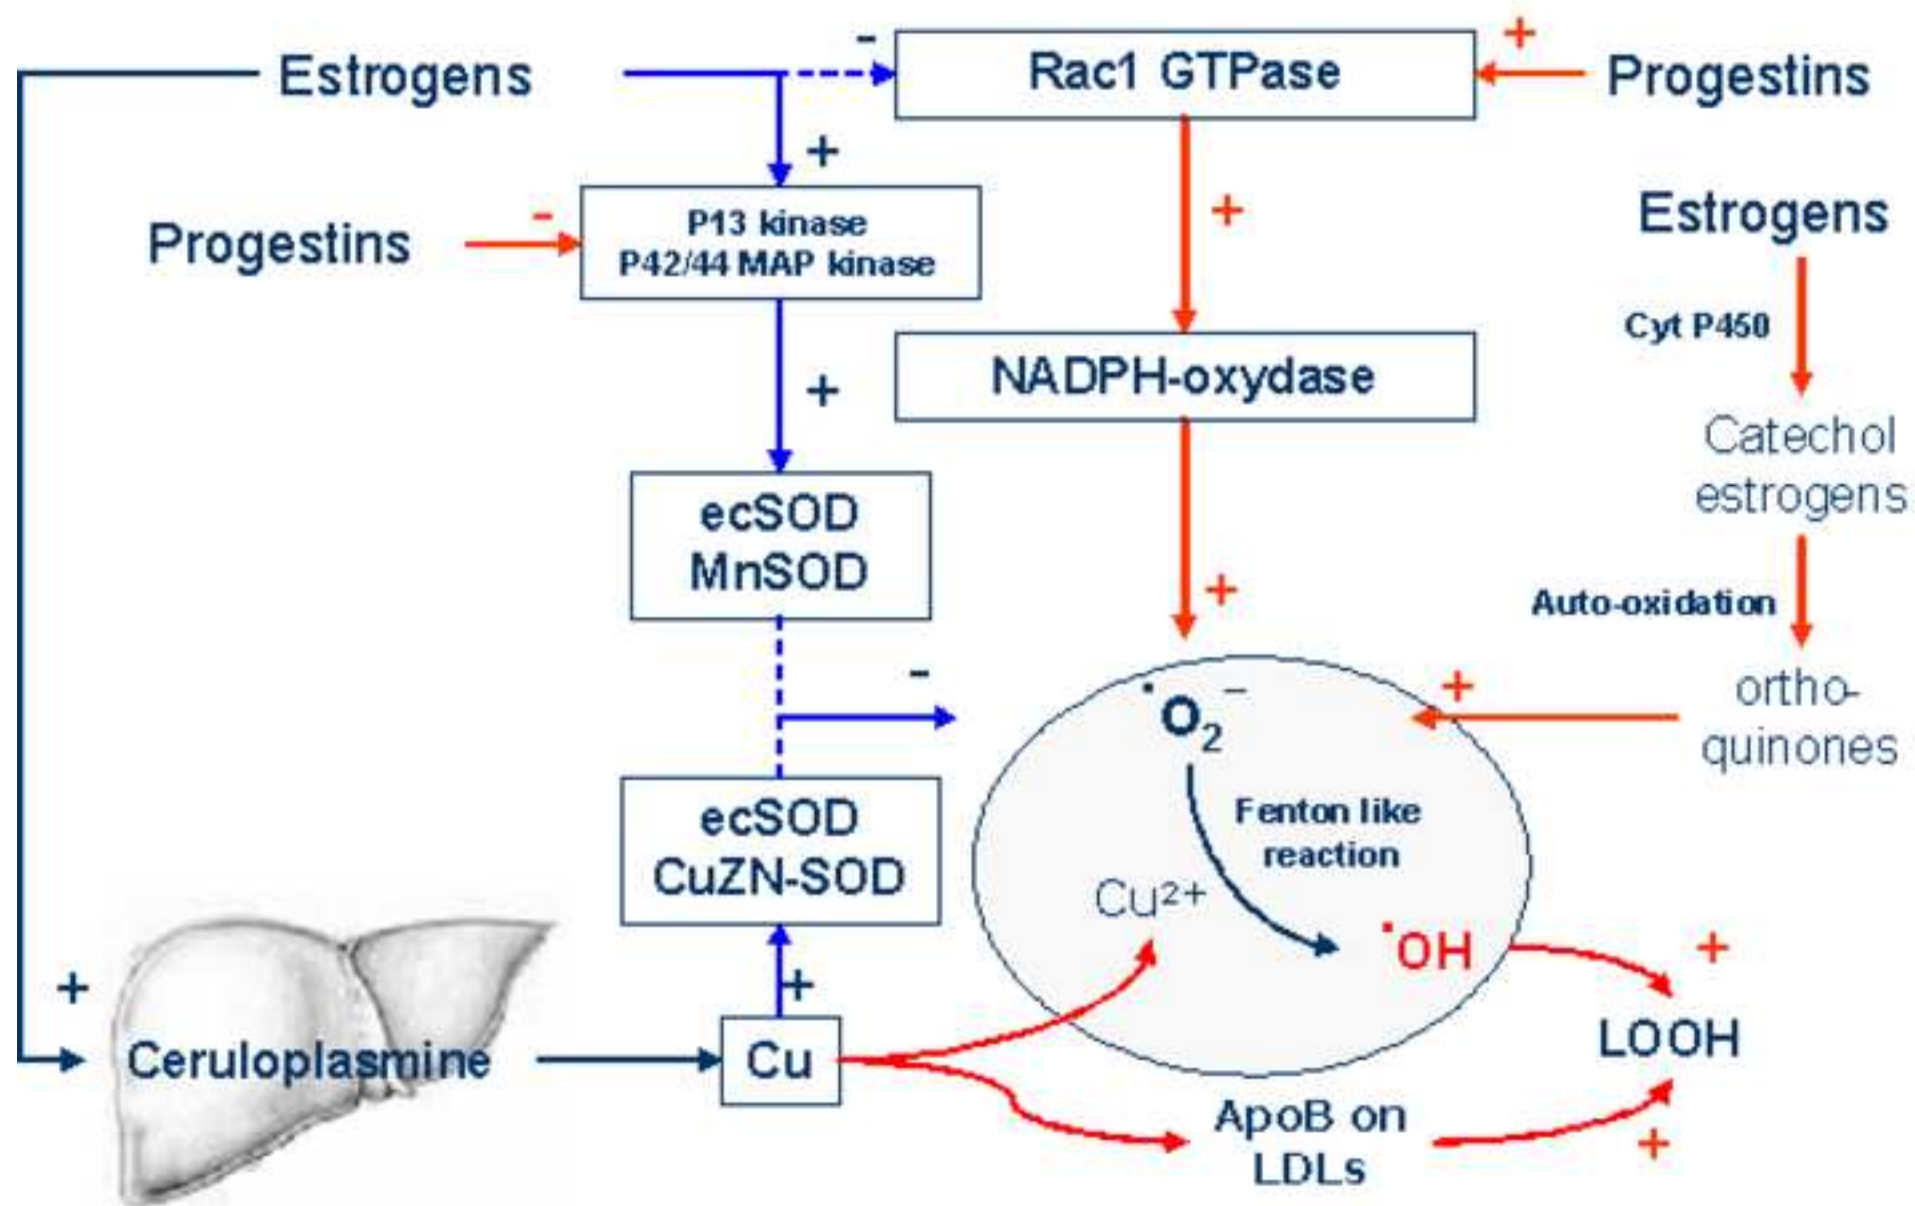 Estrogens
-
Rac1 GTPase
+
Progestins
+
Progestins
-
P13 kinase
P42/44 MAP kinase
+
Estrogens
Cyt P450
NADPH-oxydase
+
Catechol
estrogens
ecSOD
MnSOD
+
Auto-oxidation
-
•O₂⁻
+
ortho-
quinones
ecSOD
CuZN-SOD
Fenton like
reaction
Cu²⁺
•OH
+
+
+
LOOH
Ceruloplasmine
Cu
ApoB on
LDLs
+